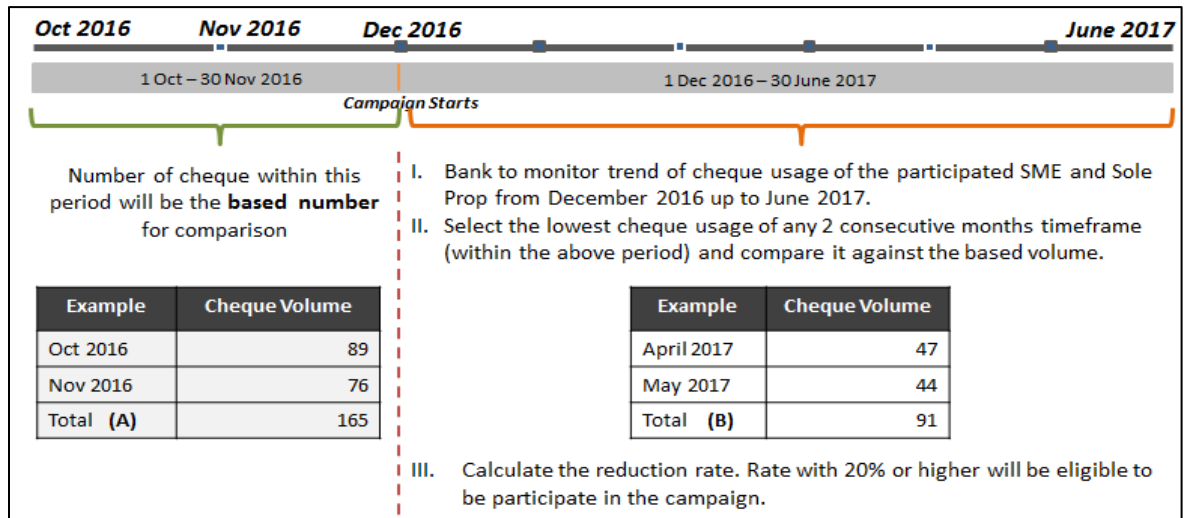 Oct 2016 Nov 2016 Dec 2016 June 2017
1 Oct – 30 Nov 2016 1 Dec 2016 – 30 June 2017
Campaign Starts
Number of cheque within this
period will be the based number
for comparison
Example Cheque Volume
Oct 2016 89
Nov 2016 76
Total (A) 165
I. Bank to monitor trend of cheque usage of the participated SME and Sole
Prop from December 2016 up to June 2017.
II. Select the lowest cheque usage of any 2 consecutive months timeframe
(within the above period) and compare it against the based volume.
Example Cheque Volume
April 2017 47
May 2017 44
Total (B) 91
III. Calculate the reduction rate. Rate with 20% or higher will be eligible to
be participate in the campaign.